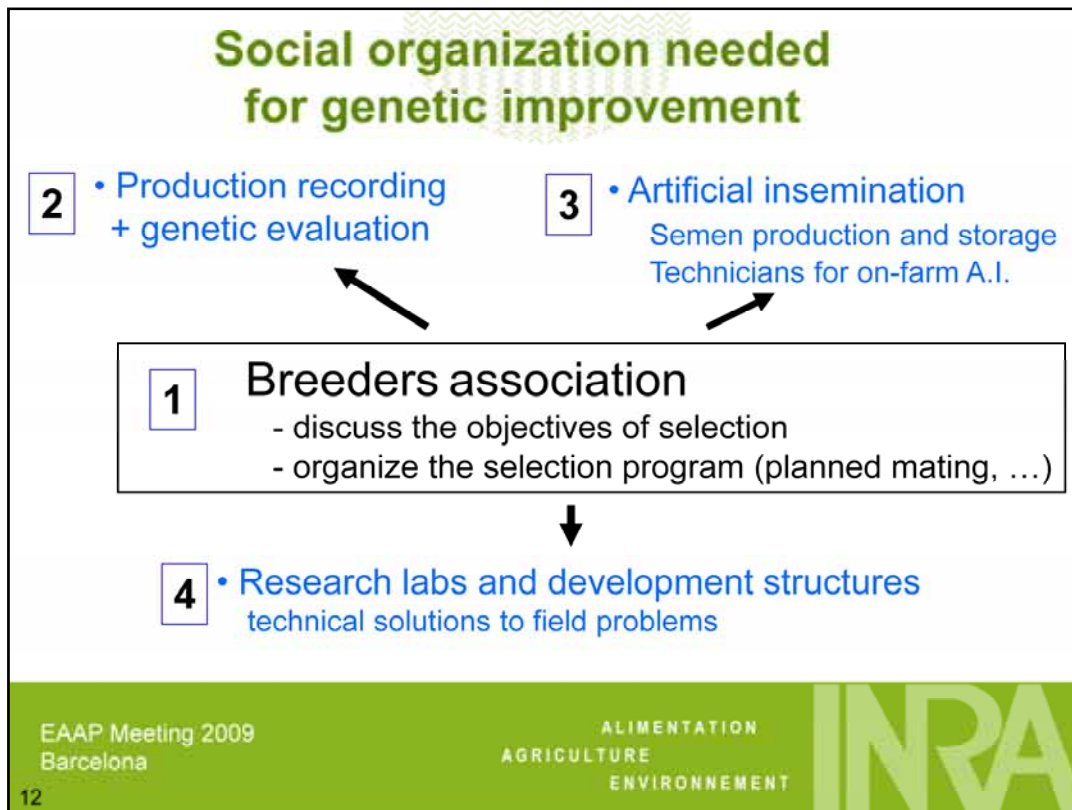 Social organization needed
for genetic improvement
2
• Production recording
+ genetic evaluation
3
• Artificial insemination
Semen production and storage
Technicians for on-farm A.I.
1
Breeders association
- discuss the objectives of selection
- organize the selection program (planned mating, …)
4
• Research labs and development structures
technical solutions to field problems
EAAP Meeting 2009
Barcelona
ALIMENTATION
AGRICULTURE
ENVIRONNEMENT
INRA
12